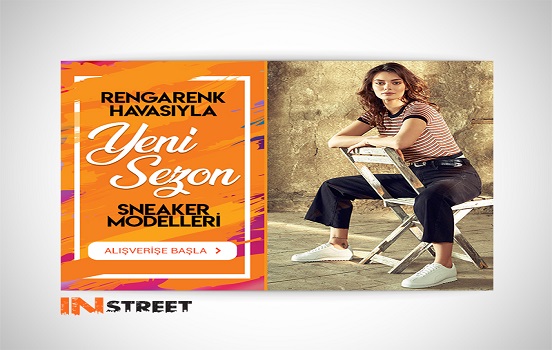 RENGARENK
HAVASIYLA
Yeni
Sezon
SNEAKER
MODELLERİ
ALIŞVERİŞE BAŞLA >
INSTREET